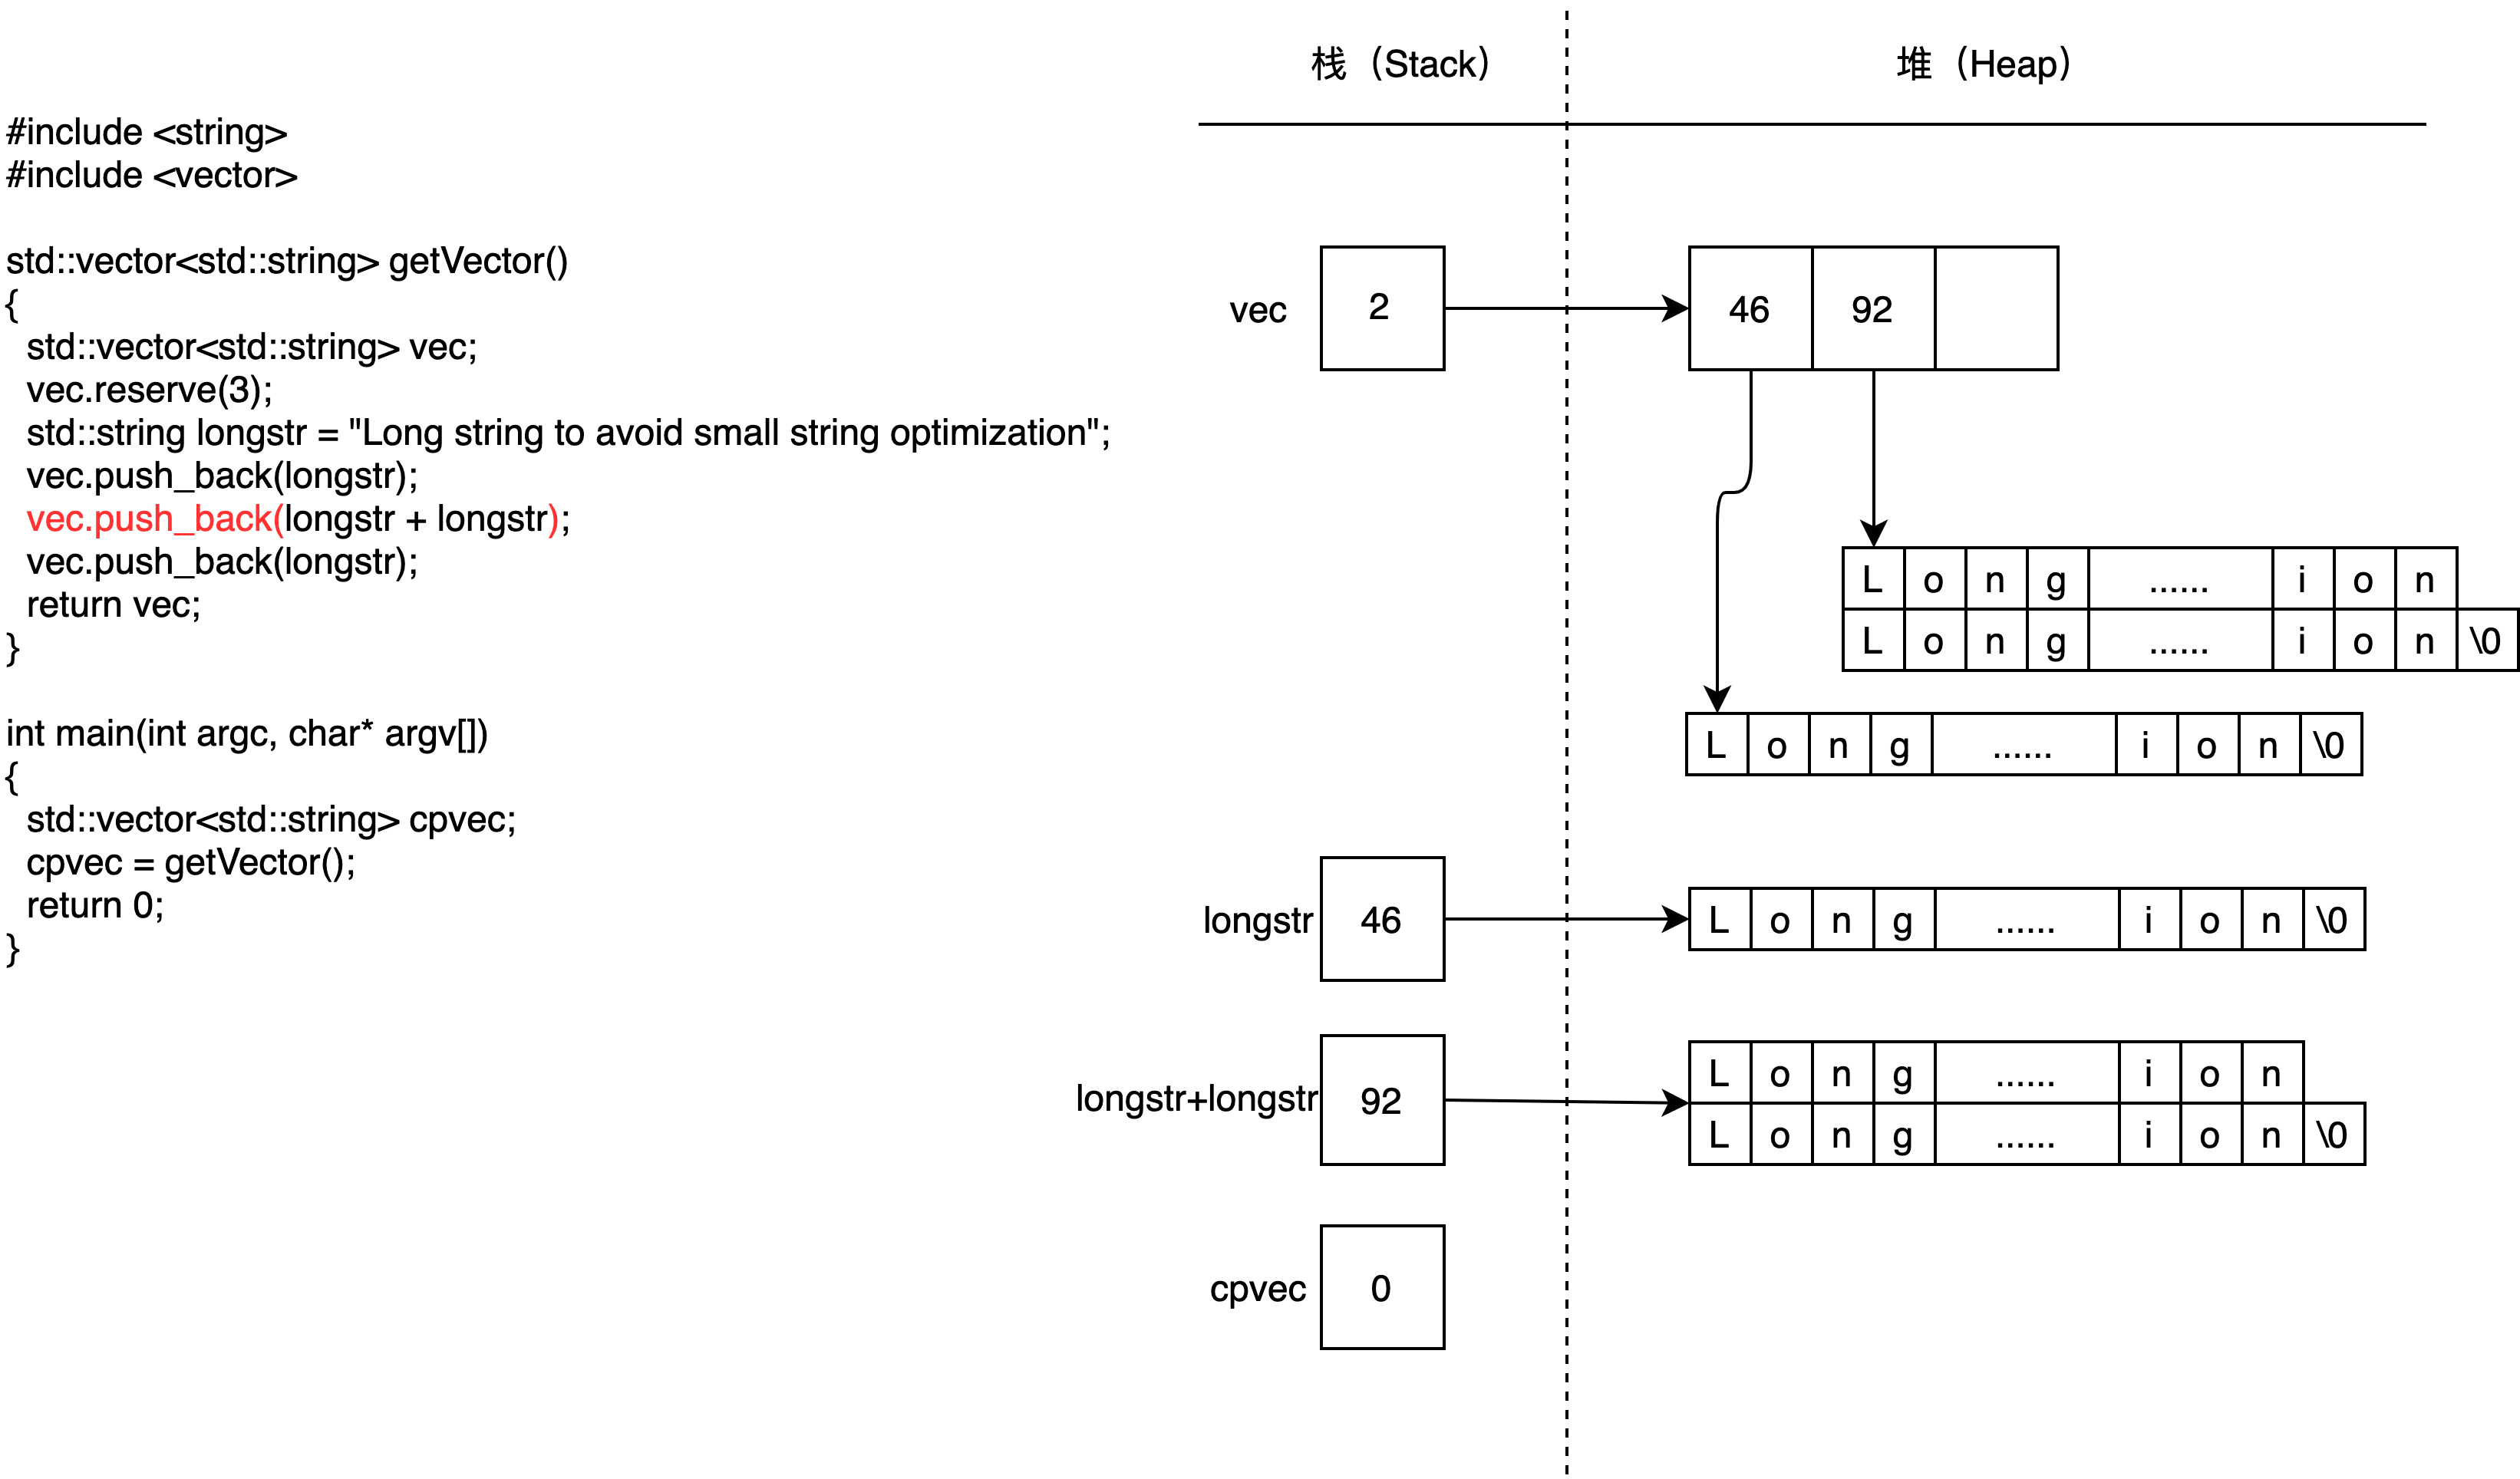 栈（Stack）
堆（Heap）
#include <string>
#include <vector>
std::vector<std::string> getVector()
{
std::vector<std::string> vec;
vec.reserve(3);
std::string longstr = "Long string to avoid small string optimization";
vec.push_back(longstr);
vec.push_back(longstr + longstr);
vec.push_back(longstr);
return vec;
}
int main(int argc, char* argv[])
{
std::vector<std::string> cpvec;
cpvec = getVector();
return 0;
}
vec 2 46 92
L o n g ...... i o n
L o n g ...... i o n \0
L o n g ...... i o n \0
longstr 46 L o n g ...... i o n \0
longstr+longstr 92 L o n g ...... i o n
L o n g ...... i o n \0
cpvec 0